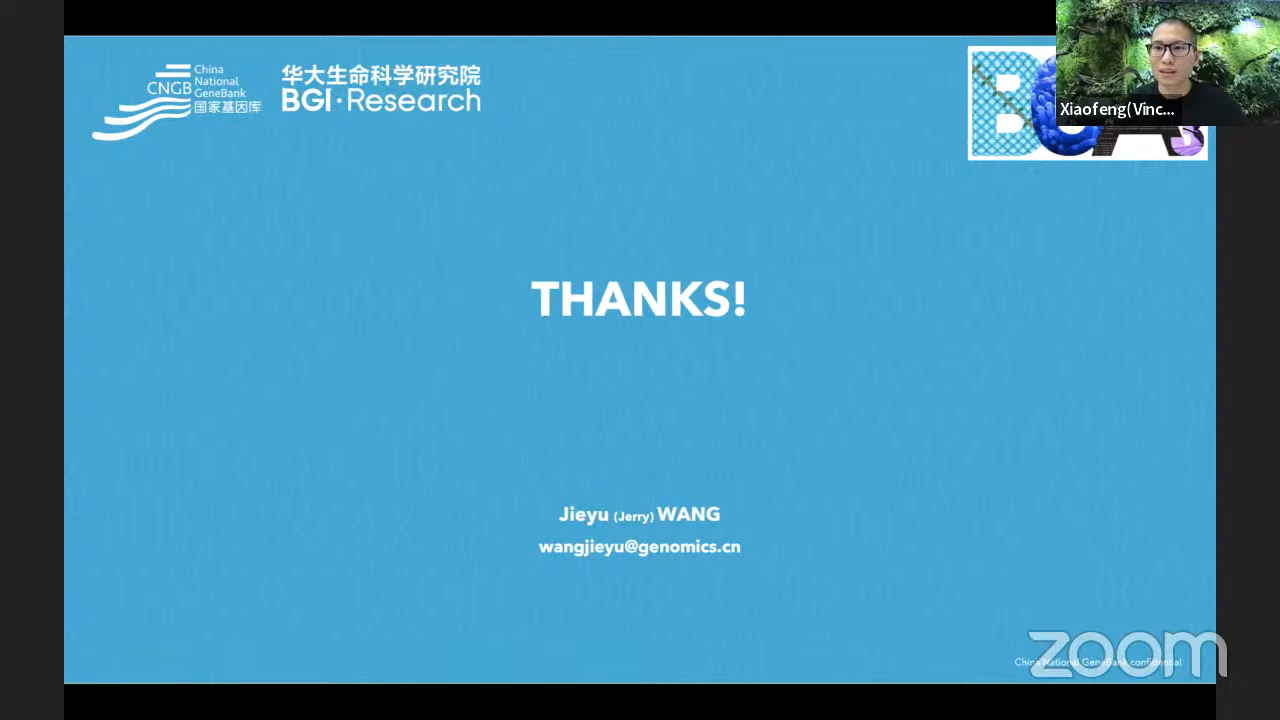 China
National
GeneBank
CNGB
国家基因库
华大生命科学研究院
BGI·Research
Xiaofeng(Vinc...
THANKS!
Jieyu (Jerry) WANG
wangjieyu@genomics.cn
China National GeneBank confidential
zoom